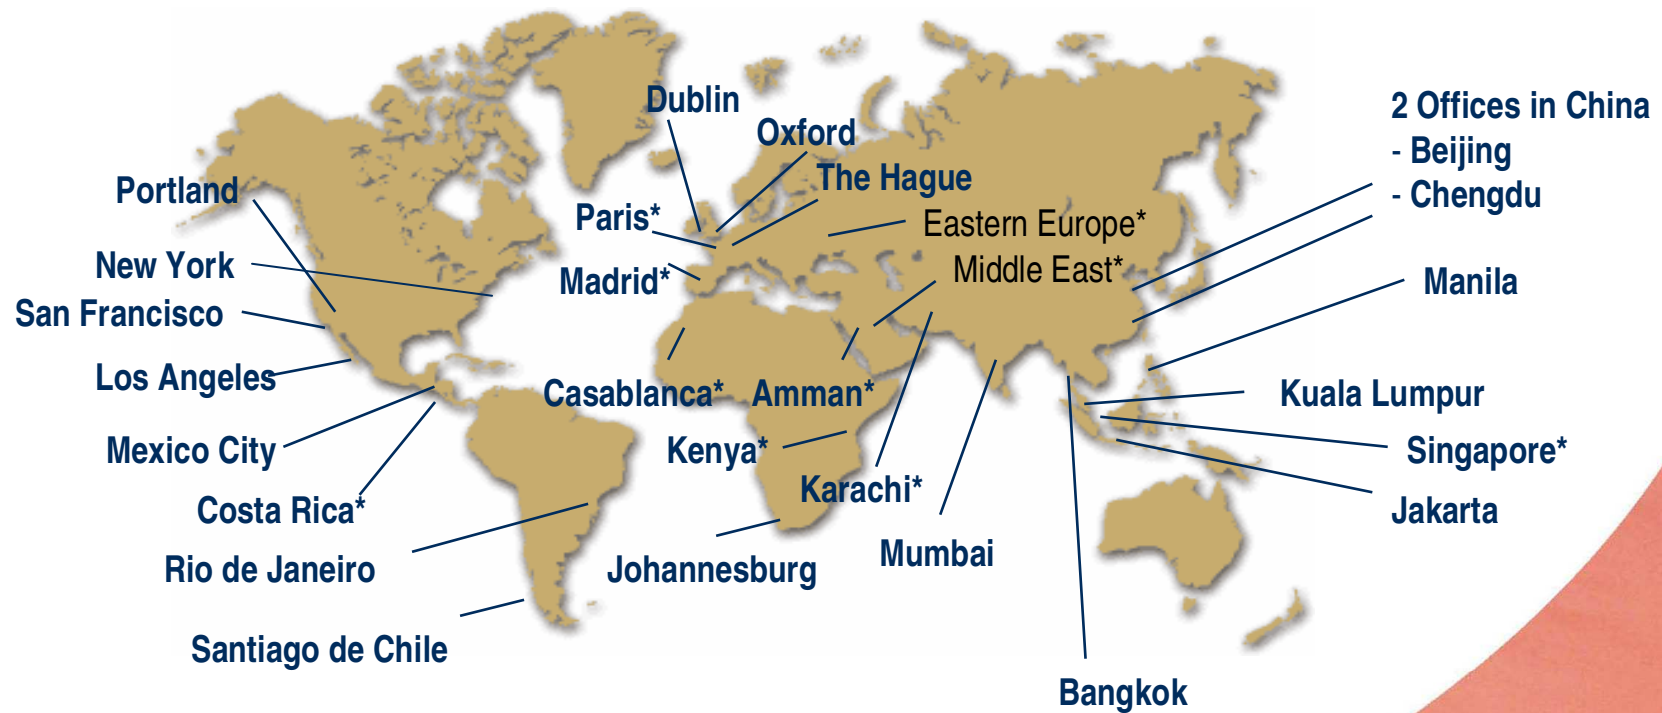 Dublin
Oxford
The Hague
Paris*
Eastern Europe*
Madrid*
Middle East*
2 Offices in China
- Beijing
- Chengdu
Portland
New York
San Francisco
Los Angeles
Mexico City
Costa Rica*
Rio de Janeiro
Santiago de Chile
Casablanca*
Amman*
Kenya*
Karachi*
Johannesburg
Mumbai
Manila
Kuala Lumpur
Singapore*
Jakarta
Bangkok